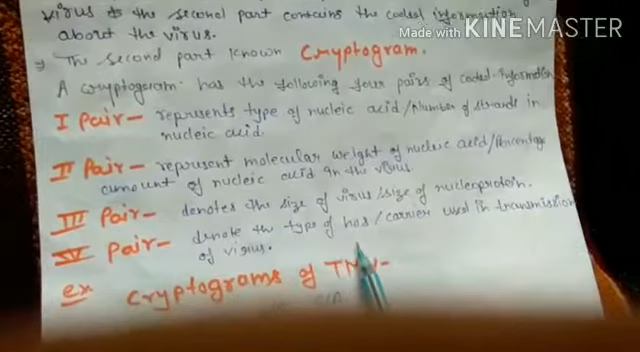 virus & the second part contains the coded information
about the virus.
Made with KINEMASTER
→ The second part known Cryptogram.
A cryptogram has the following four pairs of coded information
I Pair- represents type of nucleic acid/Number of strands in
nucleic acid.
II Pair- represent molecular weight of nucleic acid/Percentage
amount of nucleic acid in the virus
III Pair- denotes the size of virus/size of nucleoprotein.
IV Pair- denote the type of hos/carrier used in transmission
of virus.
ex Cryptograms of TMV-